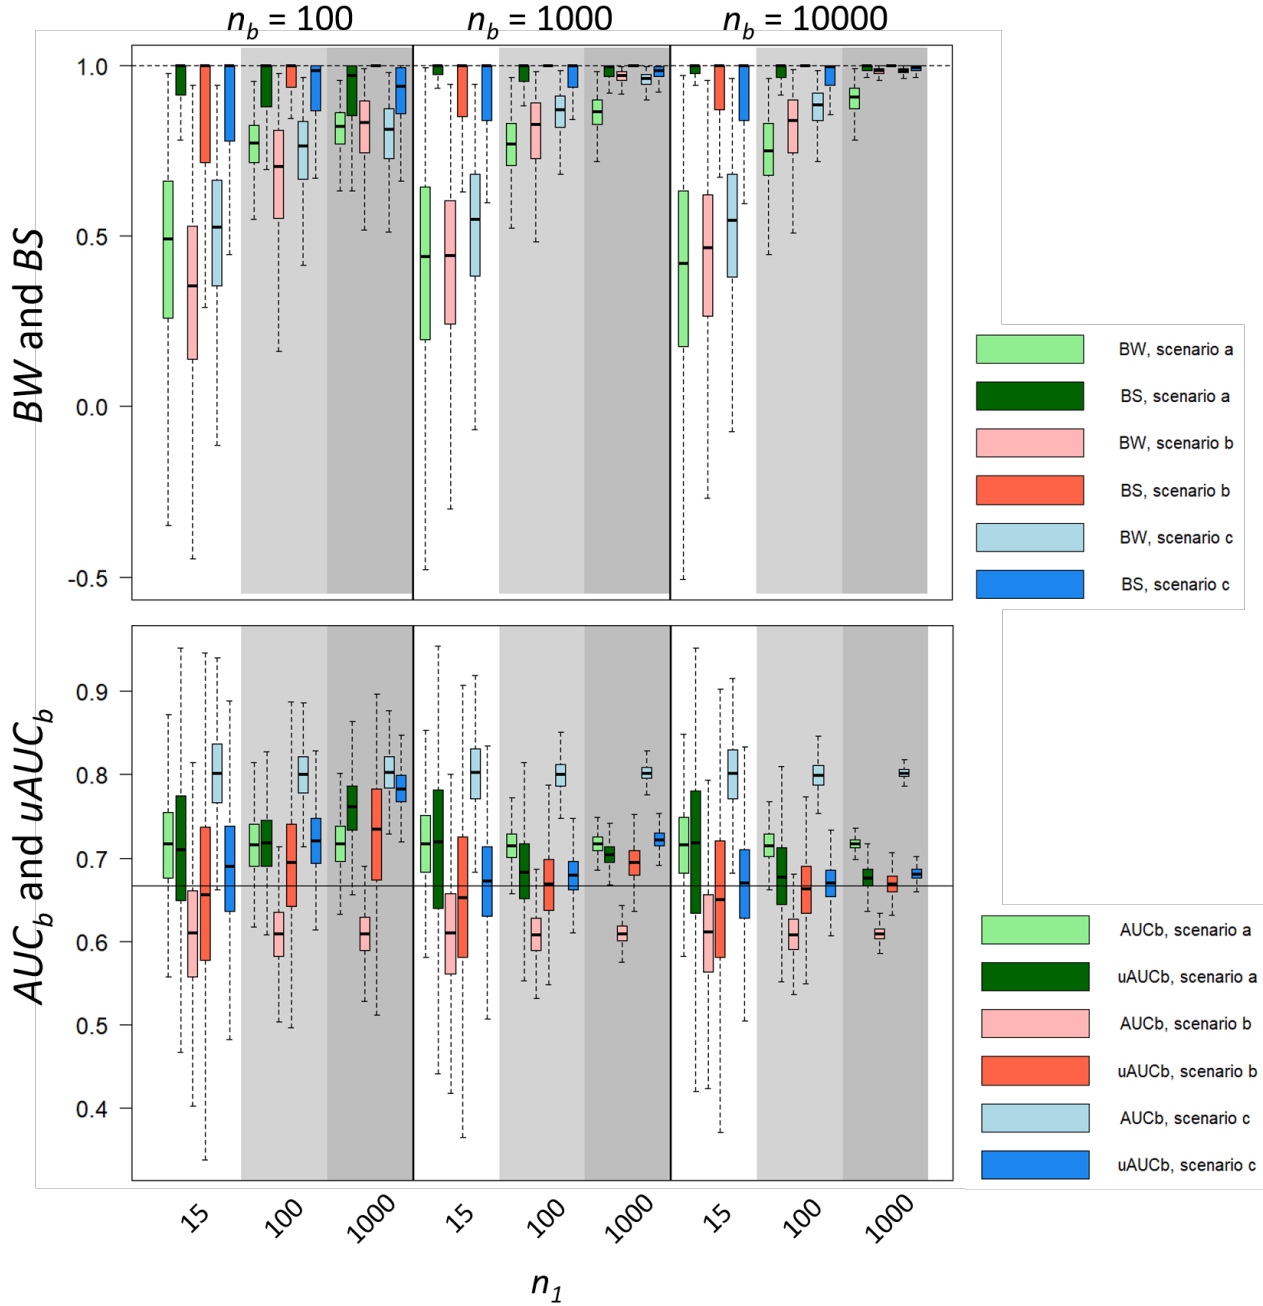 n_b = 100 n_b = 1000 n_b = 10000
BW and BS
1.0
0.5
0.0
-0.5
BW, scenario a
BS, scenario a
BW, scenario b
BS, scenario b
BW, scenario c
BS, scenario c
AUC_b and uAUC_b
0.9
0.8
0.7
0.6
0.5
0.4
AUCb, scenario a
uAUCb, scenario a
AUCb, scenario b
uAUCb, scenario b
AUCb, scenario c
uAUCb, scenario c
15 100 1000 15 100 1000 15 100 1000
n_1